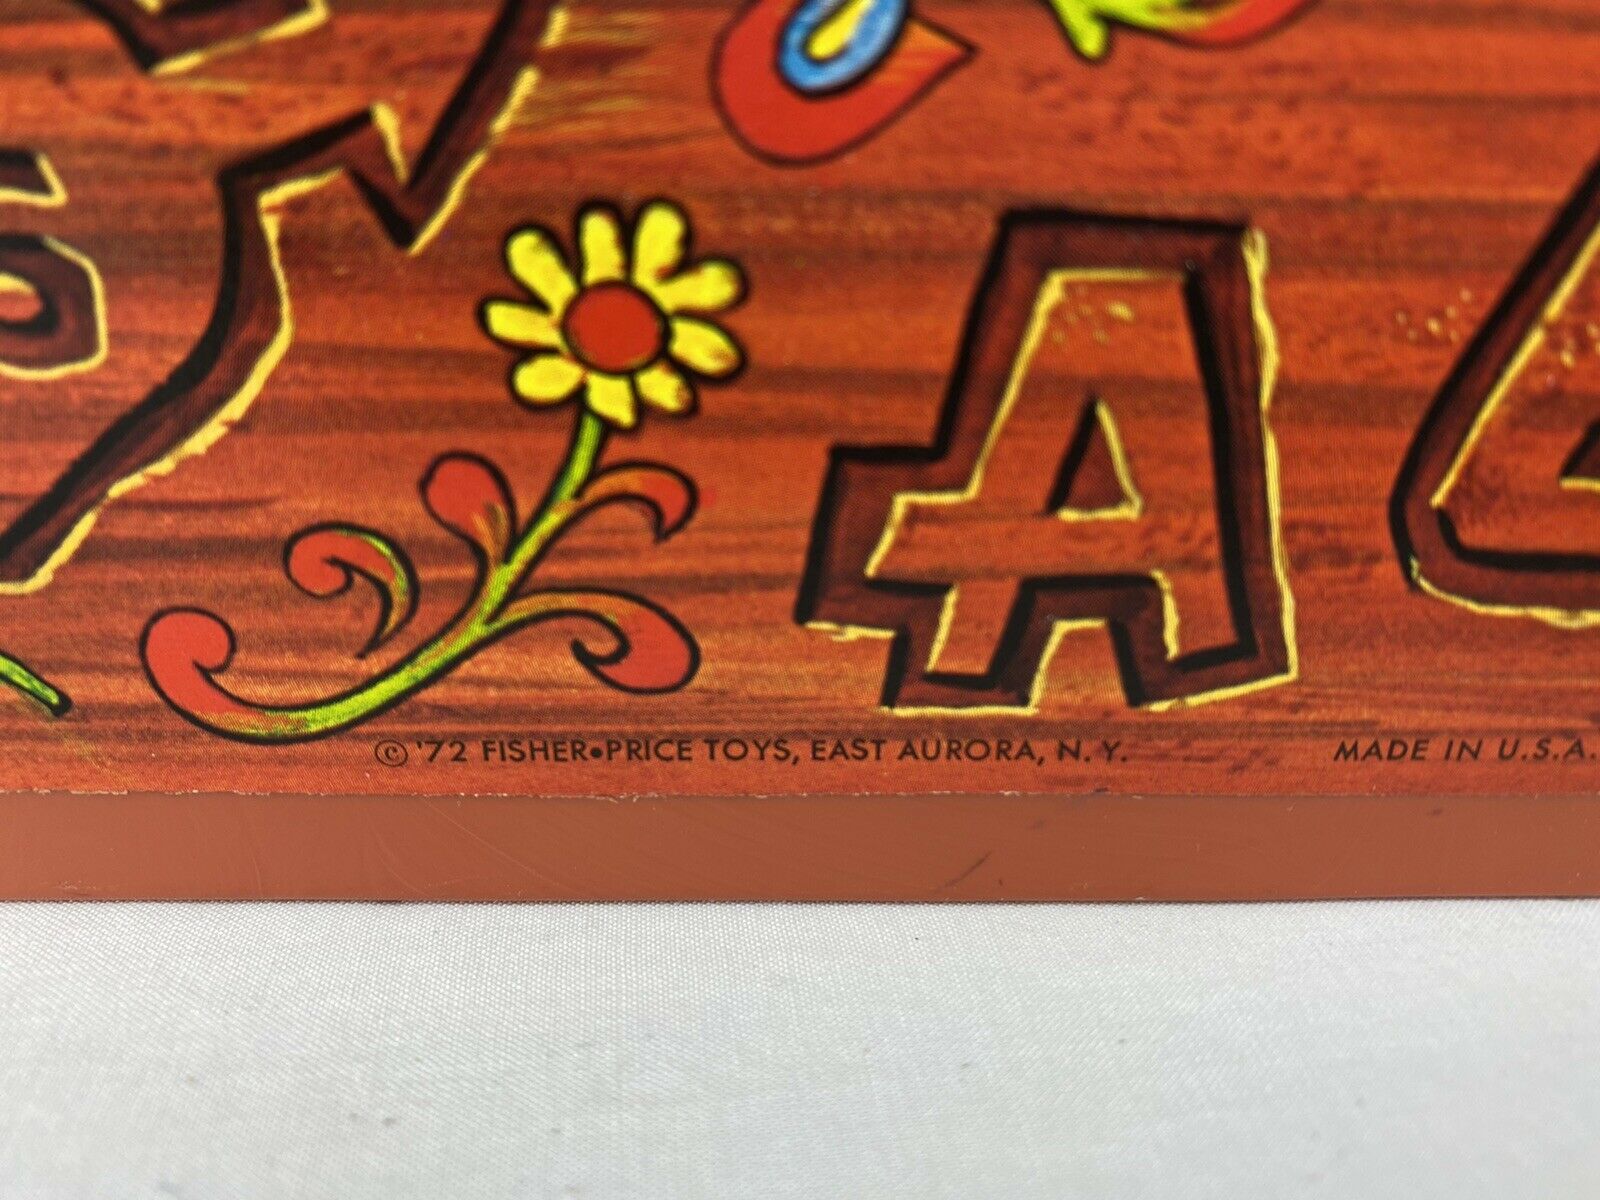 A
© '72 FISHER•PRICE TOYS, EAST AURORA, N.Y. MADE IN U.S.A.